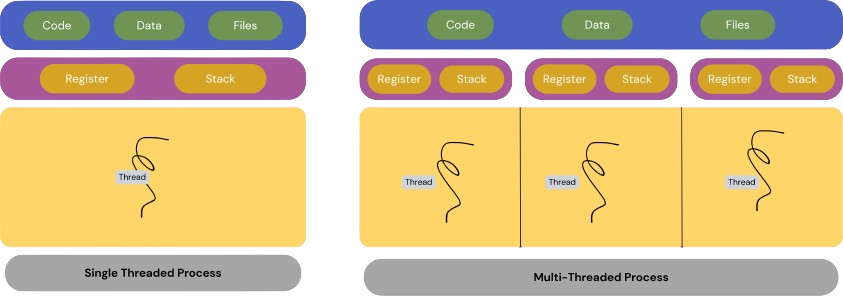 Code Data Files
Register Stack
Thread
Single Threaded Process
Code Data Files
Register Stack Register Stack Register Stack
Thread Thread Thread
Multi-Threaded Process